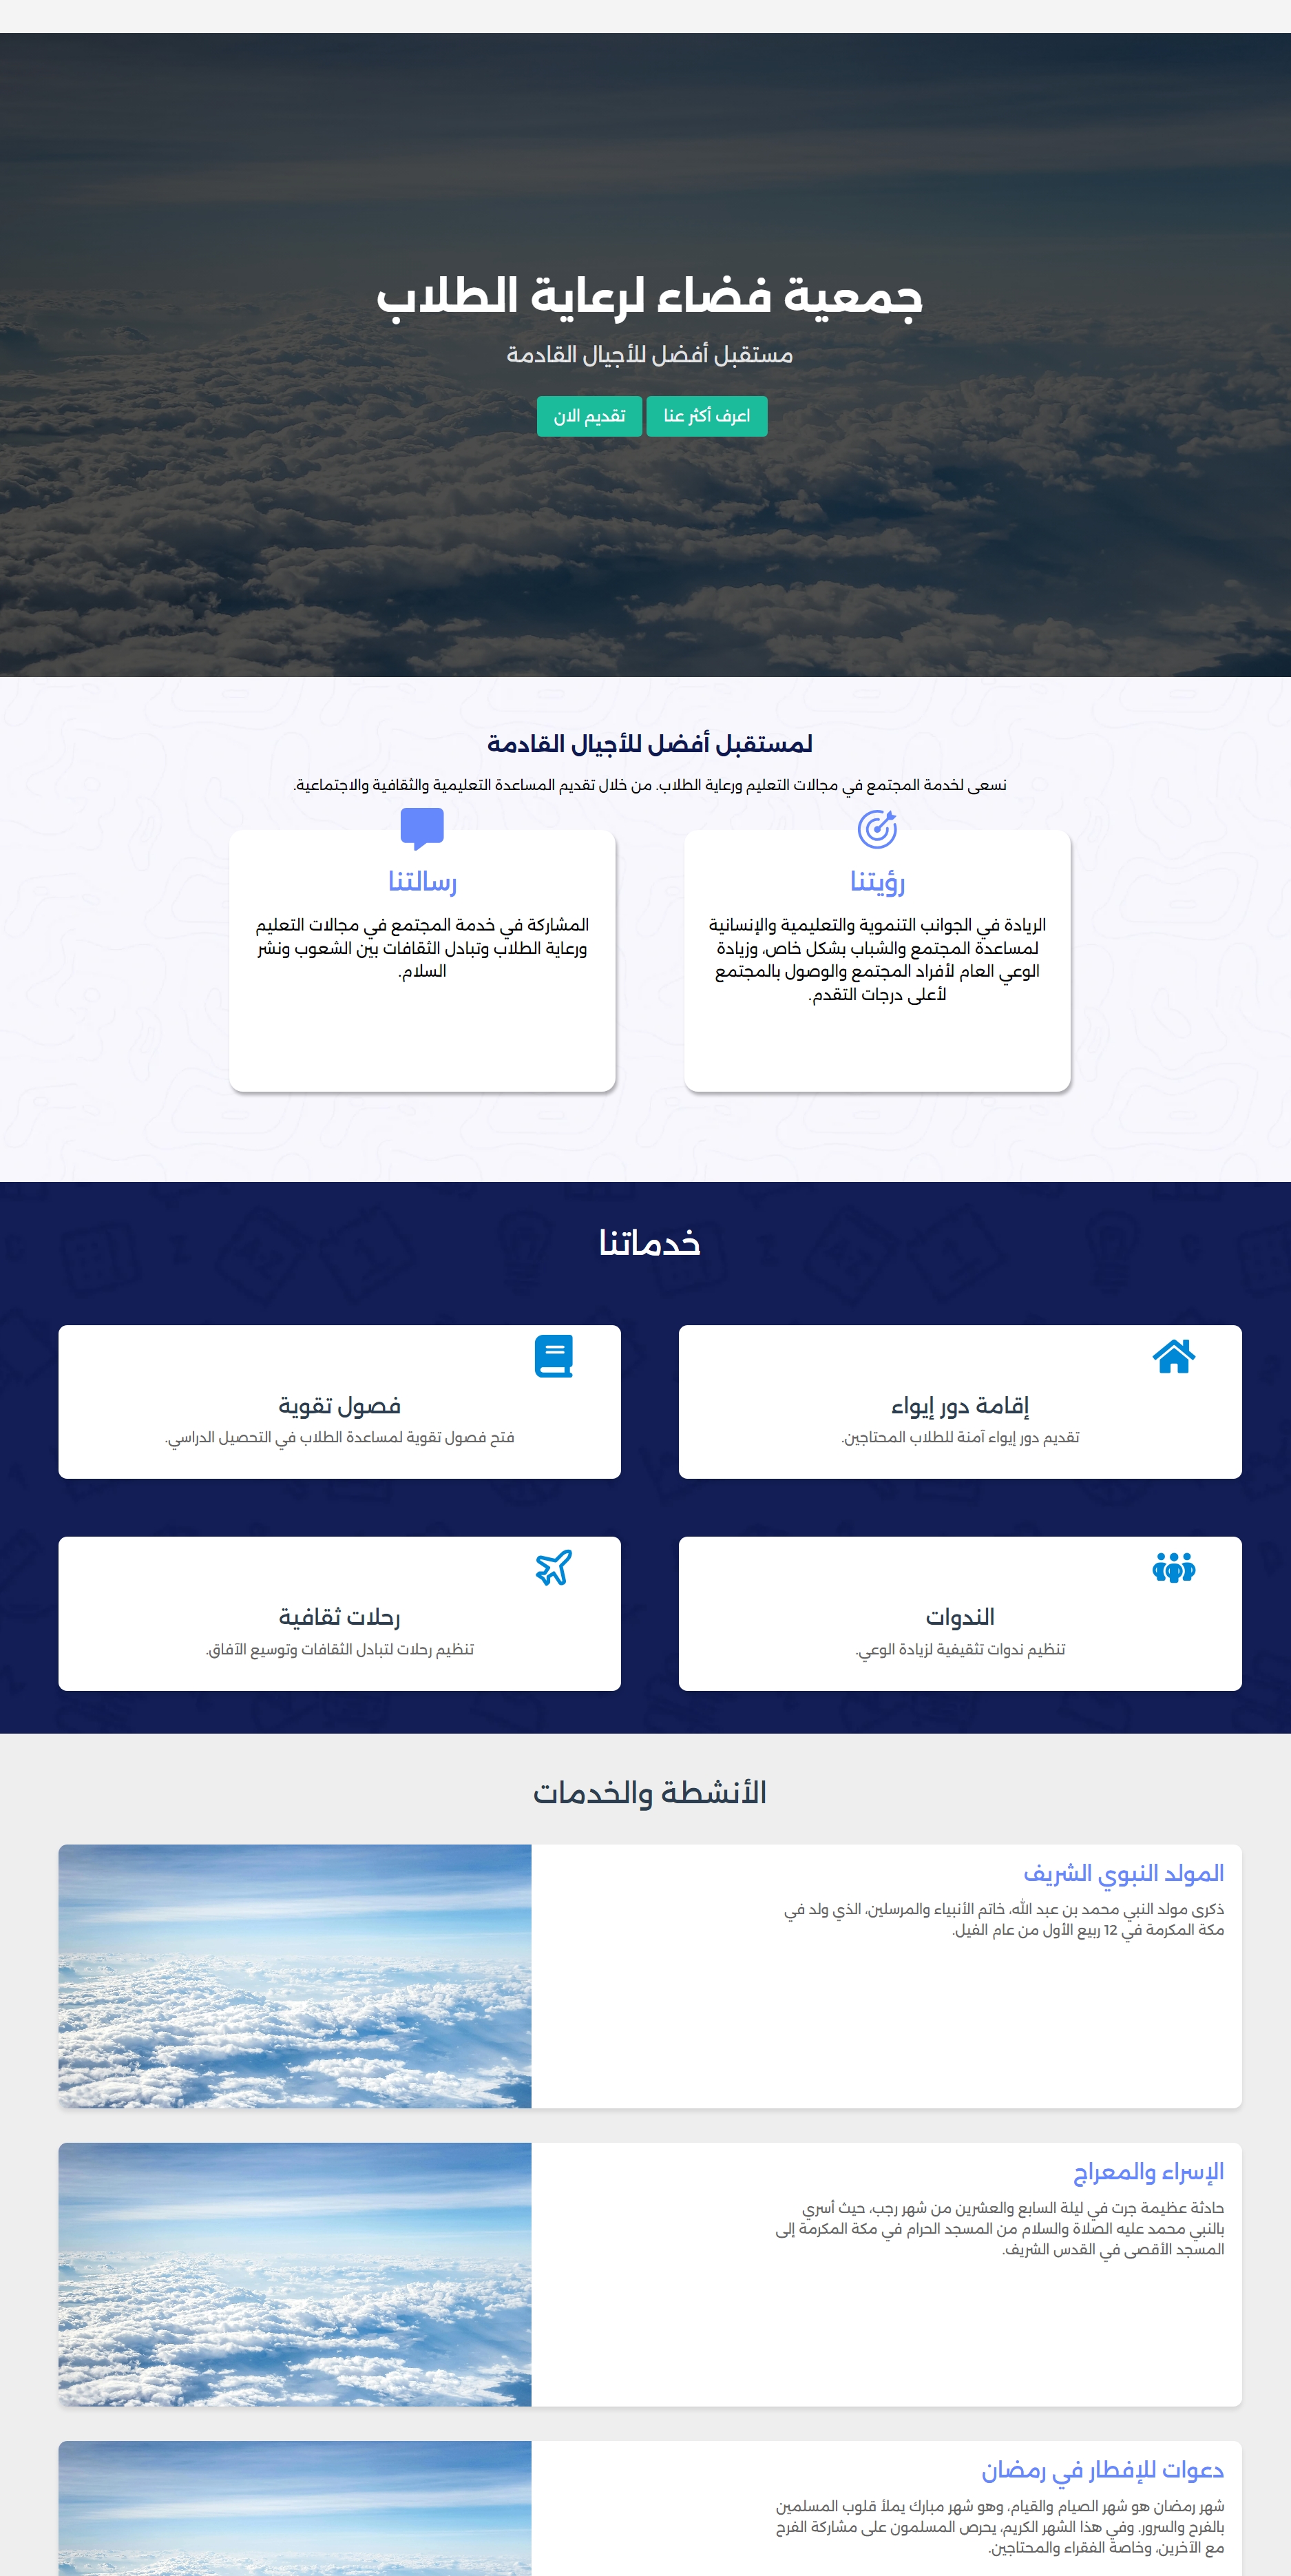 جمعية فضاء لرعاية الطلاب
مستقبل أفضل للأجيال القادمة
اعرف أكثر عنا
تقديم الان
لمستقبل أفضل للأجيال القادمة
نسعى لخدمة المجتمع في مجالات التعليم ورعاية الطلاب. من خلال تقديم المساعدة التعليمية والثقافية والاجتماعية.
رؤيتنا
الريادة في الجوانب التنموية والتعليمية والإنسانية
لمساعدة المجتمع والشباب بشكل خاص، وزيادة
الوعي العام لأفراد المجتمع والوصول بالمجتمع
لأعلى درجات التقدم.
رسالتنا
المشاركة في خدمة المجتمع في مجالات التعليم
ورعاية الطلاب وتبادل الثقافات بين الشعوب ونشر
السلام.
خدماتنا
إقامة دور إيواء
تقديم دور إيواء آمنة للطلاب المحتاجين.
فصول تقوية
فتح فصول تقوية لمساعدة الطلاب في التحصيل الدراسي.
الندوات
تنظيم ندوات تثقيفية لزيادة الوعي.
رحلات ثقافية
تنظيم رحلات لتبادل الثقافات وتوسيع الآفاق.
الأنشطة والخدمات
المولد النبوي الشريف
ذكرى مولد النبي محمد بن عبد الله، خاتم الأنبياء والمرسلين، الذي ولد في
مكة المكرمة في 12 ربيع الأول من عام الفيل.
الإسراء والمعراج
حادثة عظيمة جرت في ليلة السابع والعشرين من شهر رجب، حيث أسري
بالنبي محمد عليه الصلاة والسلام من المسجد الحرام في مكة المكرمة إلى
المسجد الأقصى في القدس الشريف.
دعوات للإفطار في رمضان
شهر رمضان هو شهر الصيام والقيام، وهو شهر مبارك يملأ قلوب المسلمين
بالفرح والسرور. وفي هذا الشهر الكريم، يحرص المسلمون على مشاركة الفرح
مع الآخرين، وخاصة الفقراء والمحتاجين.